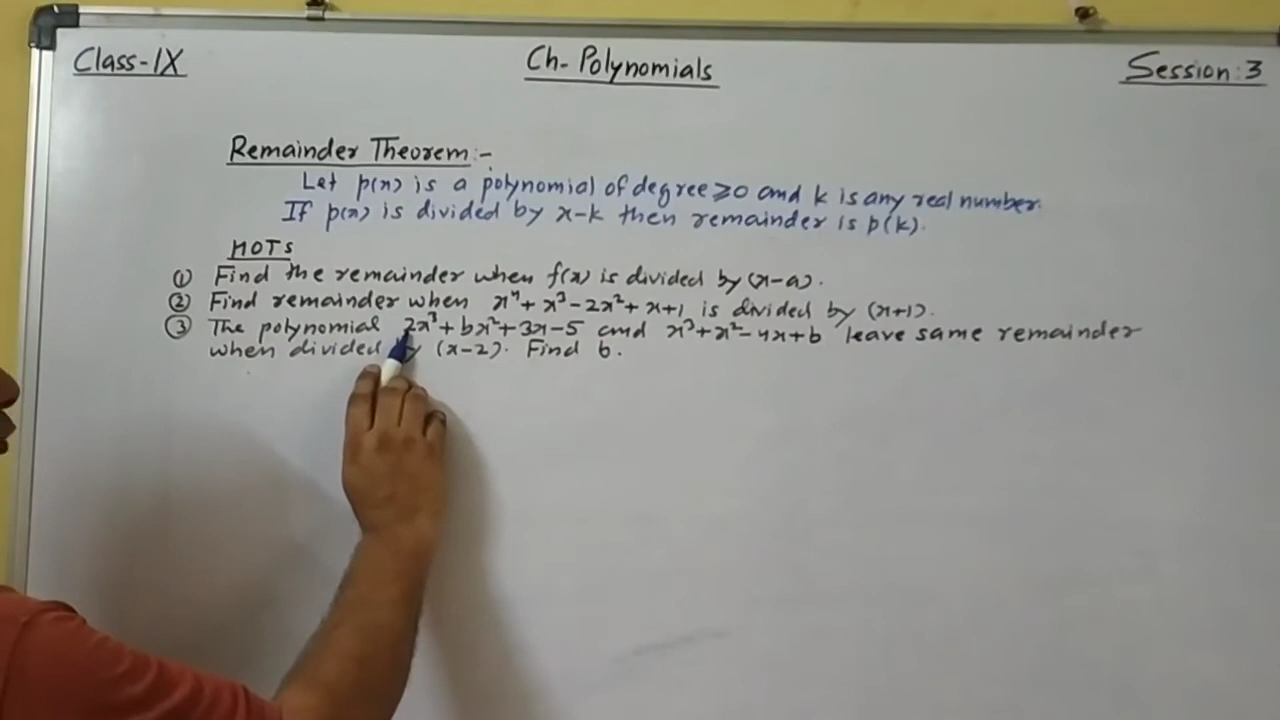 Class-IX
Ch- Polynomials
Session: 3
Remainder Theorem:-
Let p(x) is a polynomial of degree ≥ 0 and k is any real number.
If p(x) is divided by x-k then remainder is p(k).
HOTs
① Find the remainder when f(x) is divided by (x-a).
② Find remainder when x⁴ + x³ - 2x² + x + 1 is divided by (x+1).
③ The polynomial 2x³ + bx² + 3x - 5 and x³ + x² - 4x + b leave same remainder
when divided by (x-2). Find b.